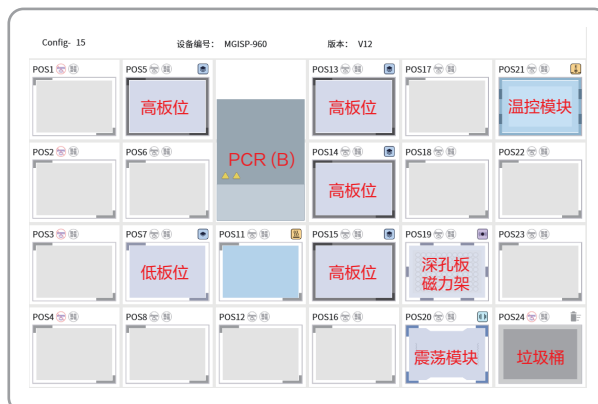 Config- 15 设备编号: MGISP-960 版本: V12
POS1 POS5 POS13 POS17 POS21
高板位 高板位 温控模块
PCR (B)
POS2 POS6 POS14 POS18 POS22
高板位
POS3 POS7 POS11 POS15 POS19 POS23
低板位 高板位 深孔板
磁力架
POS4 POS8 POS12 POS16 POS20 POS24
震荡模块 垃圾桶